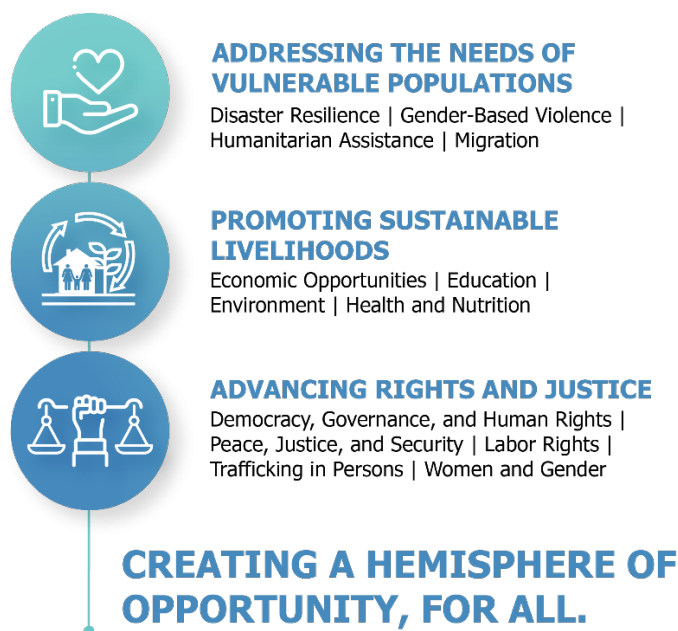 ADDRESSING THE NEEDS OF
VULNERABLE POPULATIONS
Disaster Resilience | Gender-Based Violence |
Humanitarian Assistance | Migration
PROMOTING SUSTAINABLE
LIVELIHOODS
Economic Opportunities | Education |
Environment | Health and Nutrition
ADVANCING RIGHTS AND JUSTICE
Democracy, Governance, and Human Rights |
Peace, Justice, and Security | Labor Rights |
Trafficking in Persons | Women and Gender
CREATING A HEMISPHERE OF
OPPORTUNITY, FOR ALL.